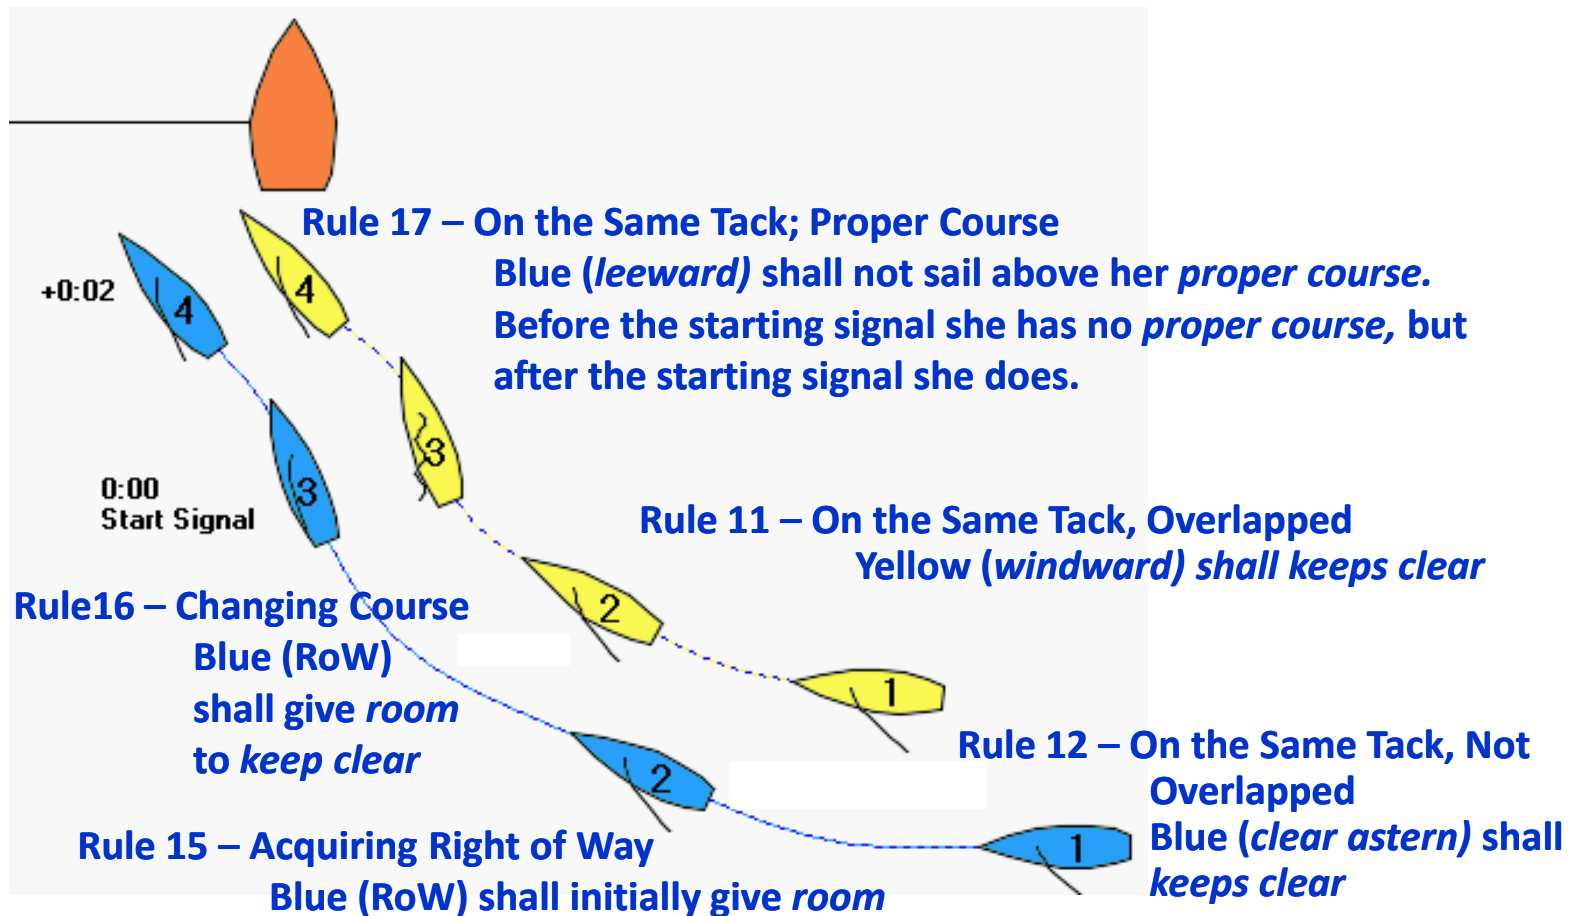 Rule 17 – On the Same Tack; Proper Course
Blue (leeward) shall not sail above her proper course.
Before the starting signal she has no proper course, but
after the starting signal she does.
4
4
+0:02
3
3
0:00
Start Signal
Rule 11 – On the Same Tack, Overlapped
Yellow (windward) shall keeps clear
Rule16 – Changing Course
Blue (RoW)
shall give room
to keep clear
2
1
2
Rule 12 – On the Same Tack, Not
Overlapped
Blue (clear astern) shall
keeps clear
1
Rule 15 – Acquiring Right of Way
Blue (RoW) shall initially give room